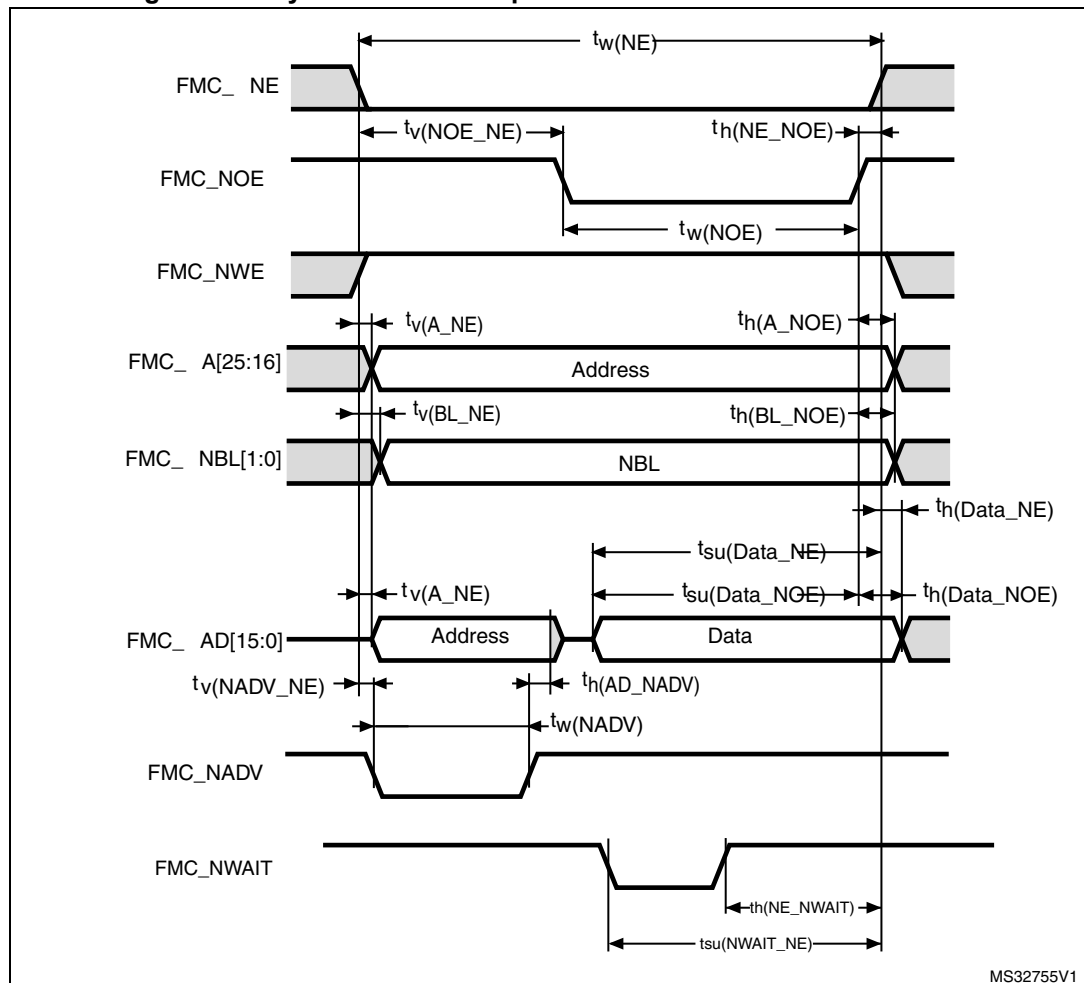 tw(NE)
FMC_ NE
tv(NOE_NE)
th(NE_NOE)
FMC_NOE
tw(NOE)
FMC_NWE
tv(A_NE)
th(A_NOE)
FMC_ A[25:16]
Address
tv(BL_NE)
th(BL_NOE)
FMC_ NBL[1:0]
NBL
th(Data_NE)
tsu(Data_NE)
tv(A_NE)
tsu(Data_NOE)
th(Data_NOE)
FMC_ AD[15:0]
Address
Data
tv(NADV_NE)
th(AD_NADV)
tw(NADV)
FMC_NADV
FMC_NWAIT
th(NE_NWAIT)
tsu(NWAIT_NE)
MS32755V1